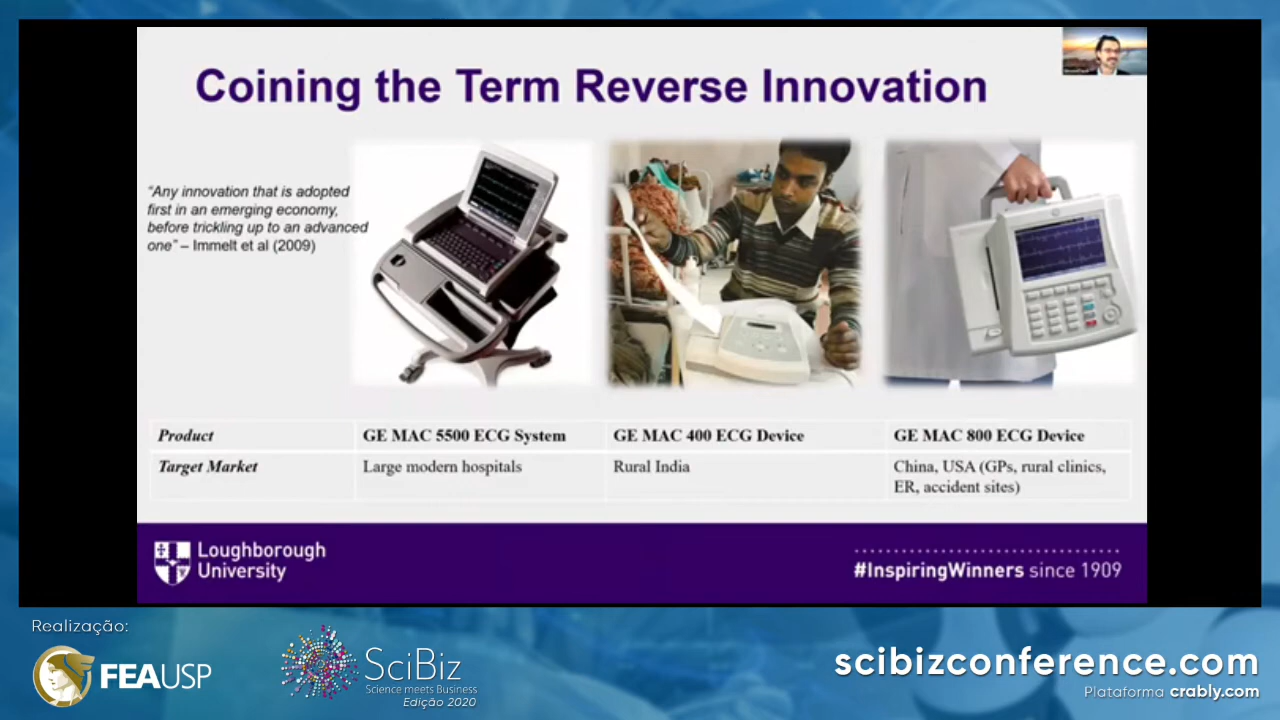 Coining the Term Reverse Innovation
“Any innovation that is adopted
first in an emerging economy,
before trickling up to an advanced
one” – Immelt et al (2009)
Product GE MAC 5500 ECG System GE MAC 400 ECG Device GE MAC 800 ECG Device
Target Market Large modern hospitals Rural India China, USA (GPs, rural clinics,
ER, accident sites)
Loughborough
University
#InspiringWinners since 1909
Realização:
FEAUSP
SciBiz
Science meets Business
Edição 2020
scibizconference.com
Plataforma crably.com